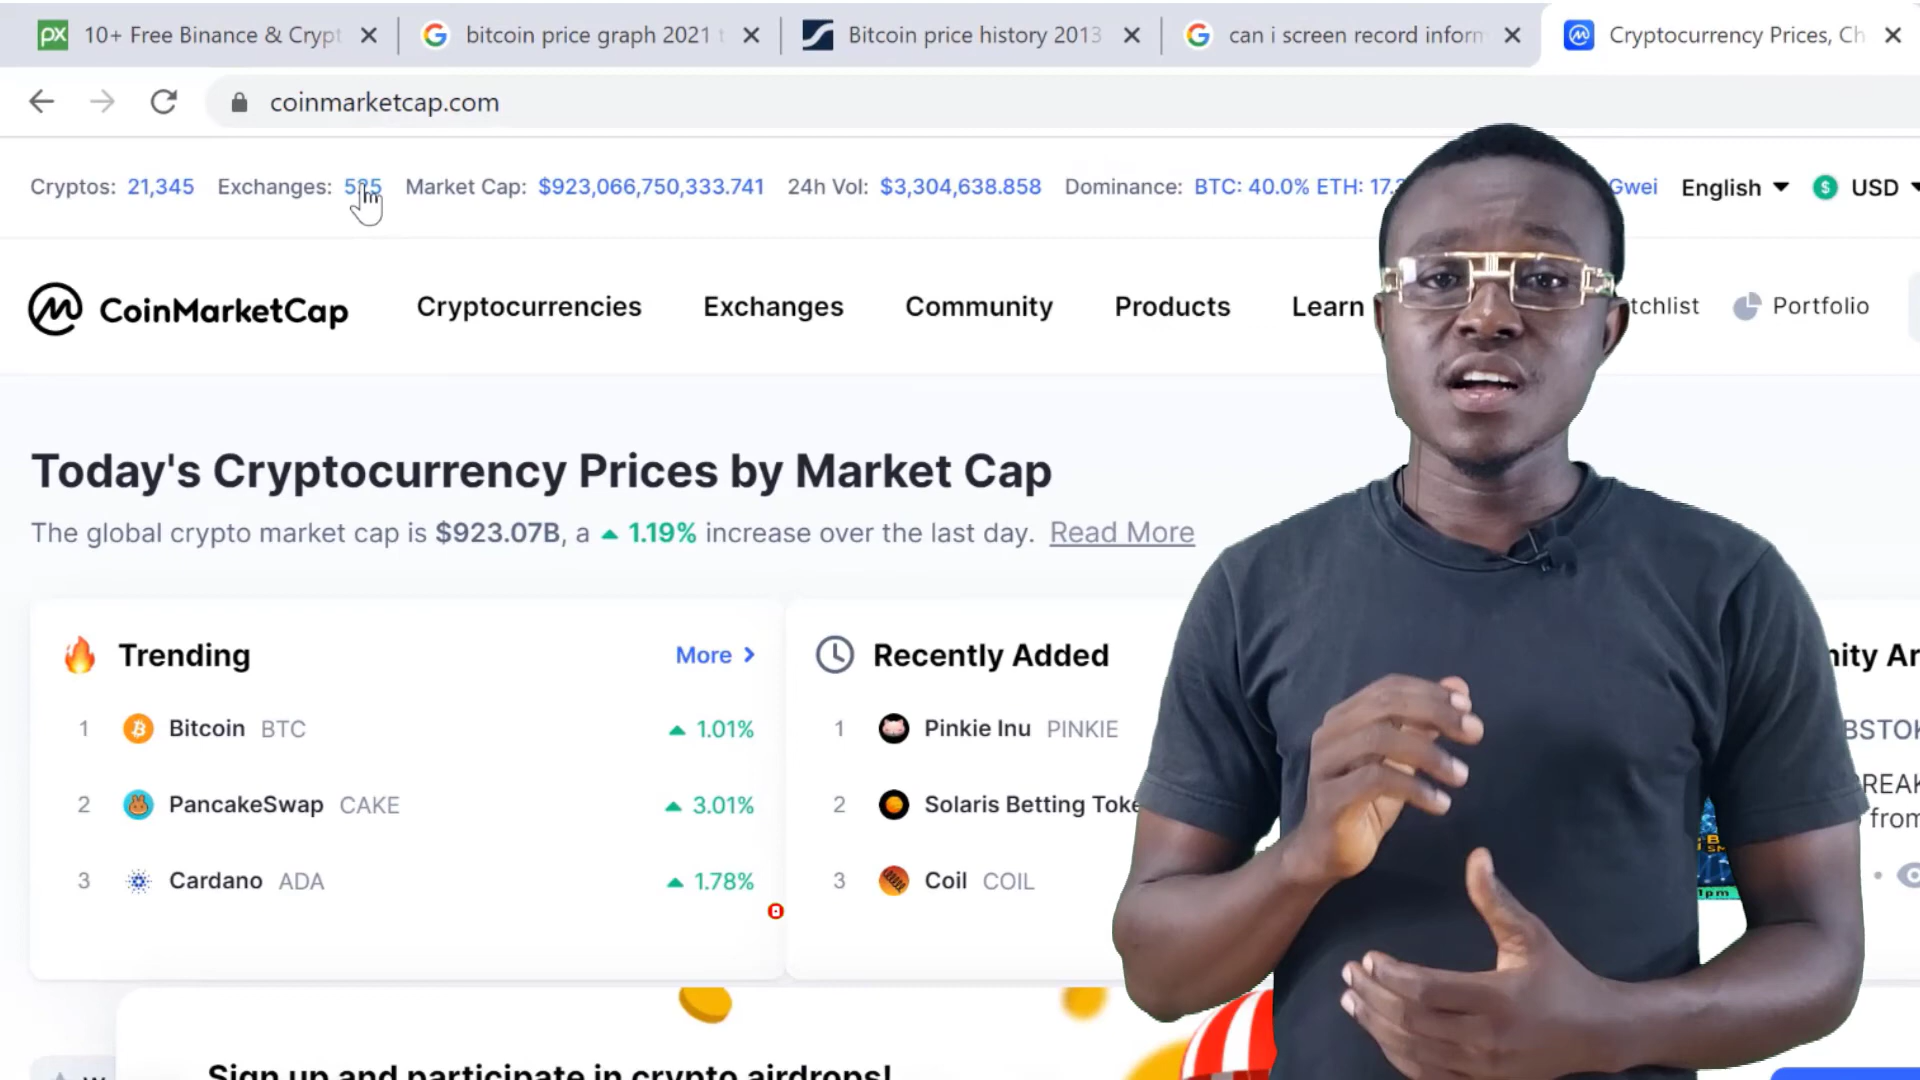 10+ Free Binance & Crypt
bitcoin price graph 2021
Bitcoin price history 2013
can i screen record inform
Cryptocurrency Prices, Ch
coinmarketcap.com
Cryptos: 21,345 Exchanges: 525 Market Cap: $923,066,750,333.741 24h Vol: $3,304,638.858 Dominance: BTC: 40.0% ETH: 17.3 Gwei English USD
CoinMarketCap Cryptocurrencies Exchanges Community Products Learn tchlist Portfolio
Today's Cryptocurrency Prices by Market Cap
The global crypto market cap is $923.07B, a 1.19% increase over the last day. Read More
Trending More
1 Bitcoin BTC 1.01%
2 PancakeSwap CAKE 3.01%
3 Cardano ADA 1.78%
Recently Added
1 Pinkie Inu PINKIE
2 Solaris Betting Toke
3 Coil COIL
nity Ar
BSTOK
REAK
from
1pm
Sign up and participate in crypto airdrops!